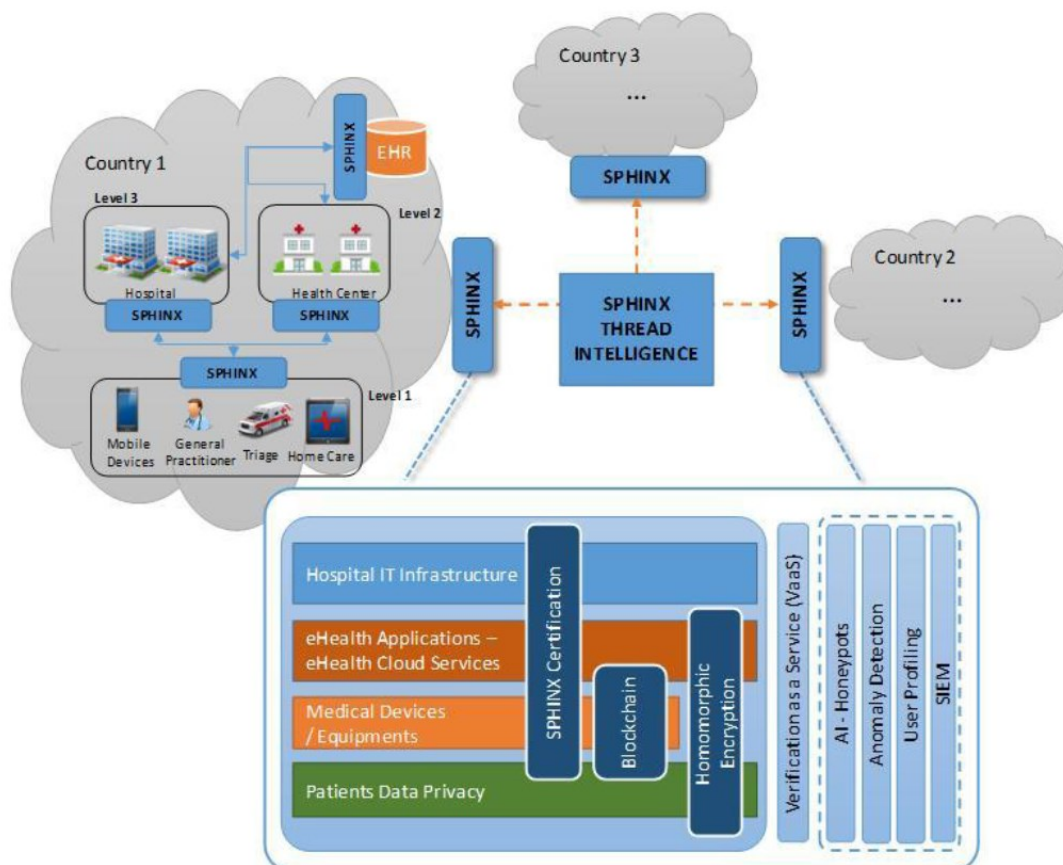 Country 3
...
SPHINX
Country 1
SPHINX
EHR
Level 3
Level 2
Hospital
Health Center
SPHINX
SPHINX
SPHINX
Level 1
Mobile
Devices
General
Practitioner
Triage
Home Care
SPHINX
SPHINX
THREAD
INTELLIGENCE
SPHINX
Country 2
...
Hospital IT Infrastructure
eHealth Applications –
eHealth Cloud Services
Medical Devices
/ Equipments
Patients Data Privacy
SPHINX Certification
Blockchain
Homomorphic
Encryption
Verification as a Service (VaaS)
AI - Honeypots
Anomaly Detection
User Profiling
SIEM